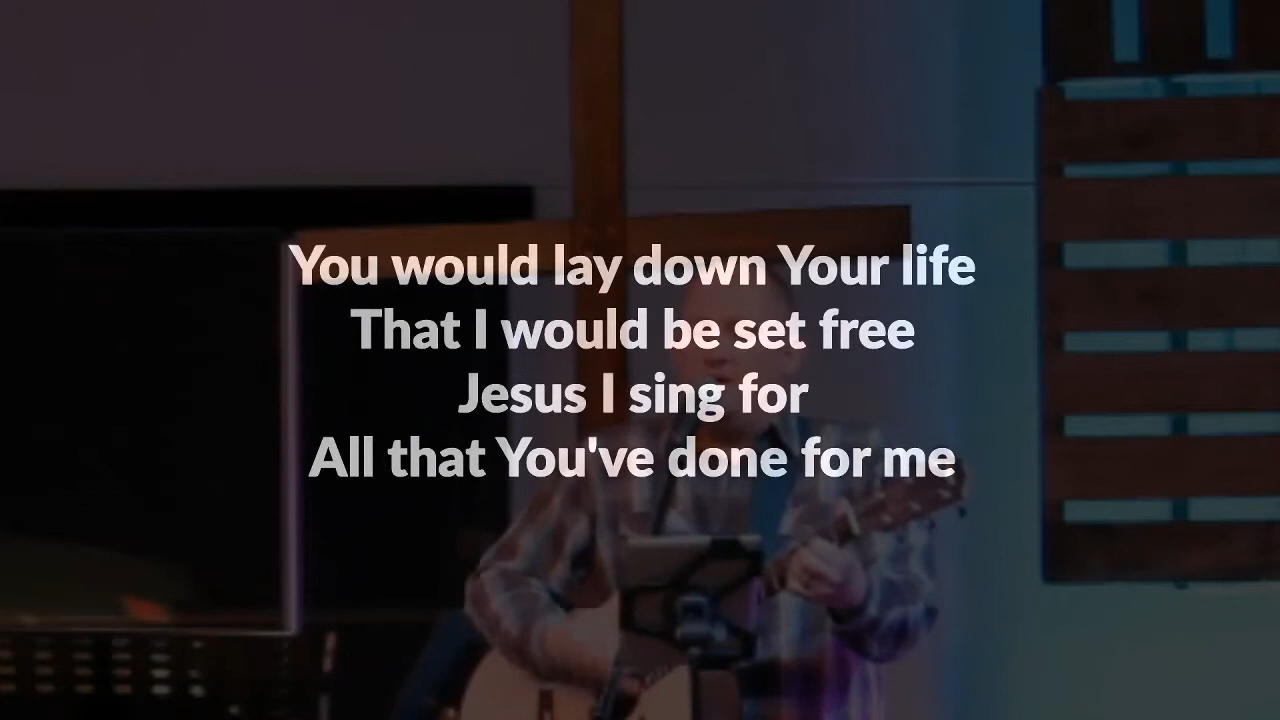 You would lay down Your life
That I would be set free
Jesus I sing for
All that You've done for me